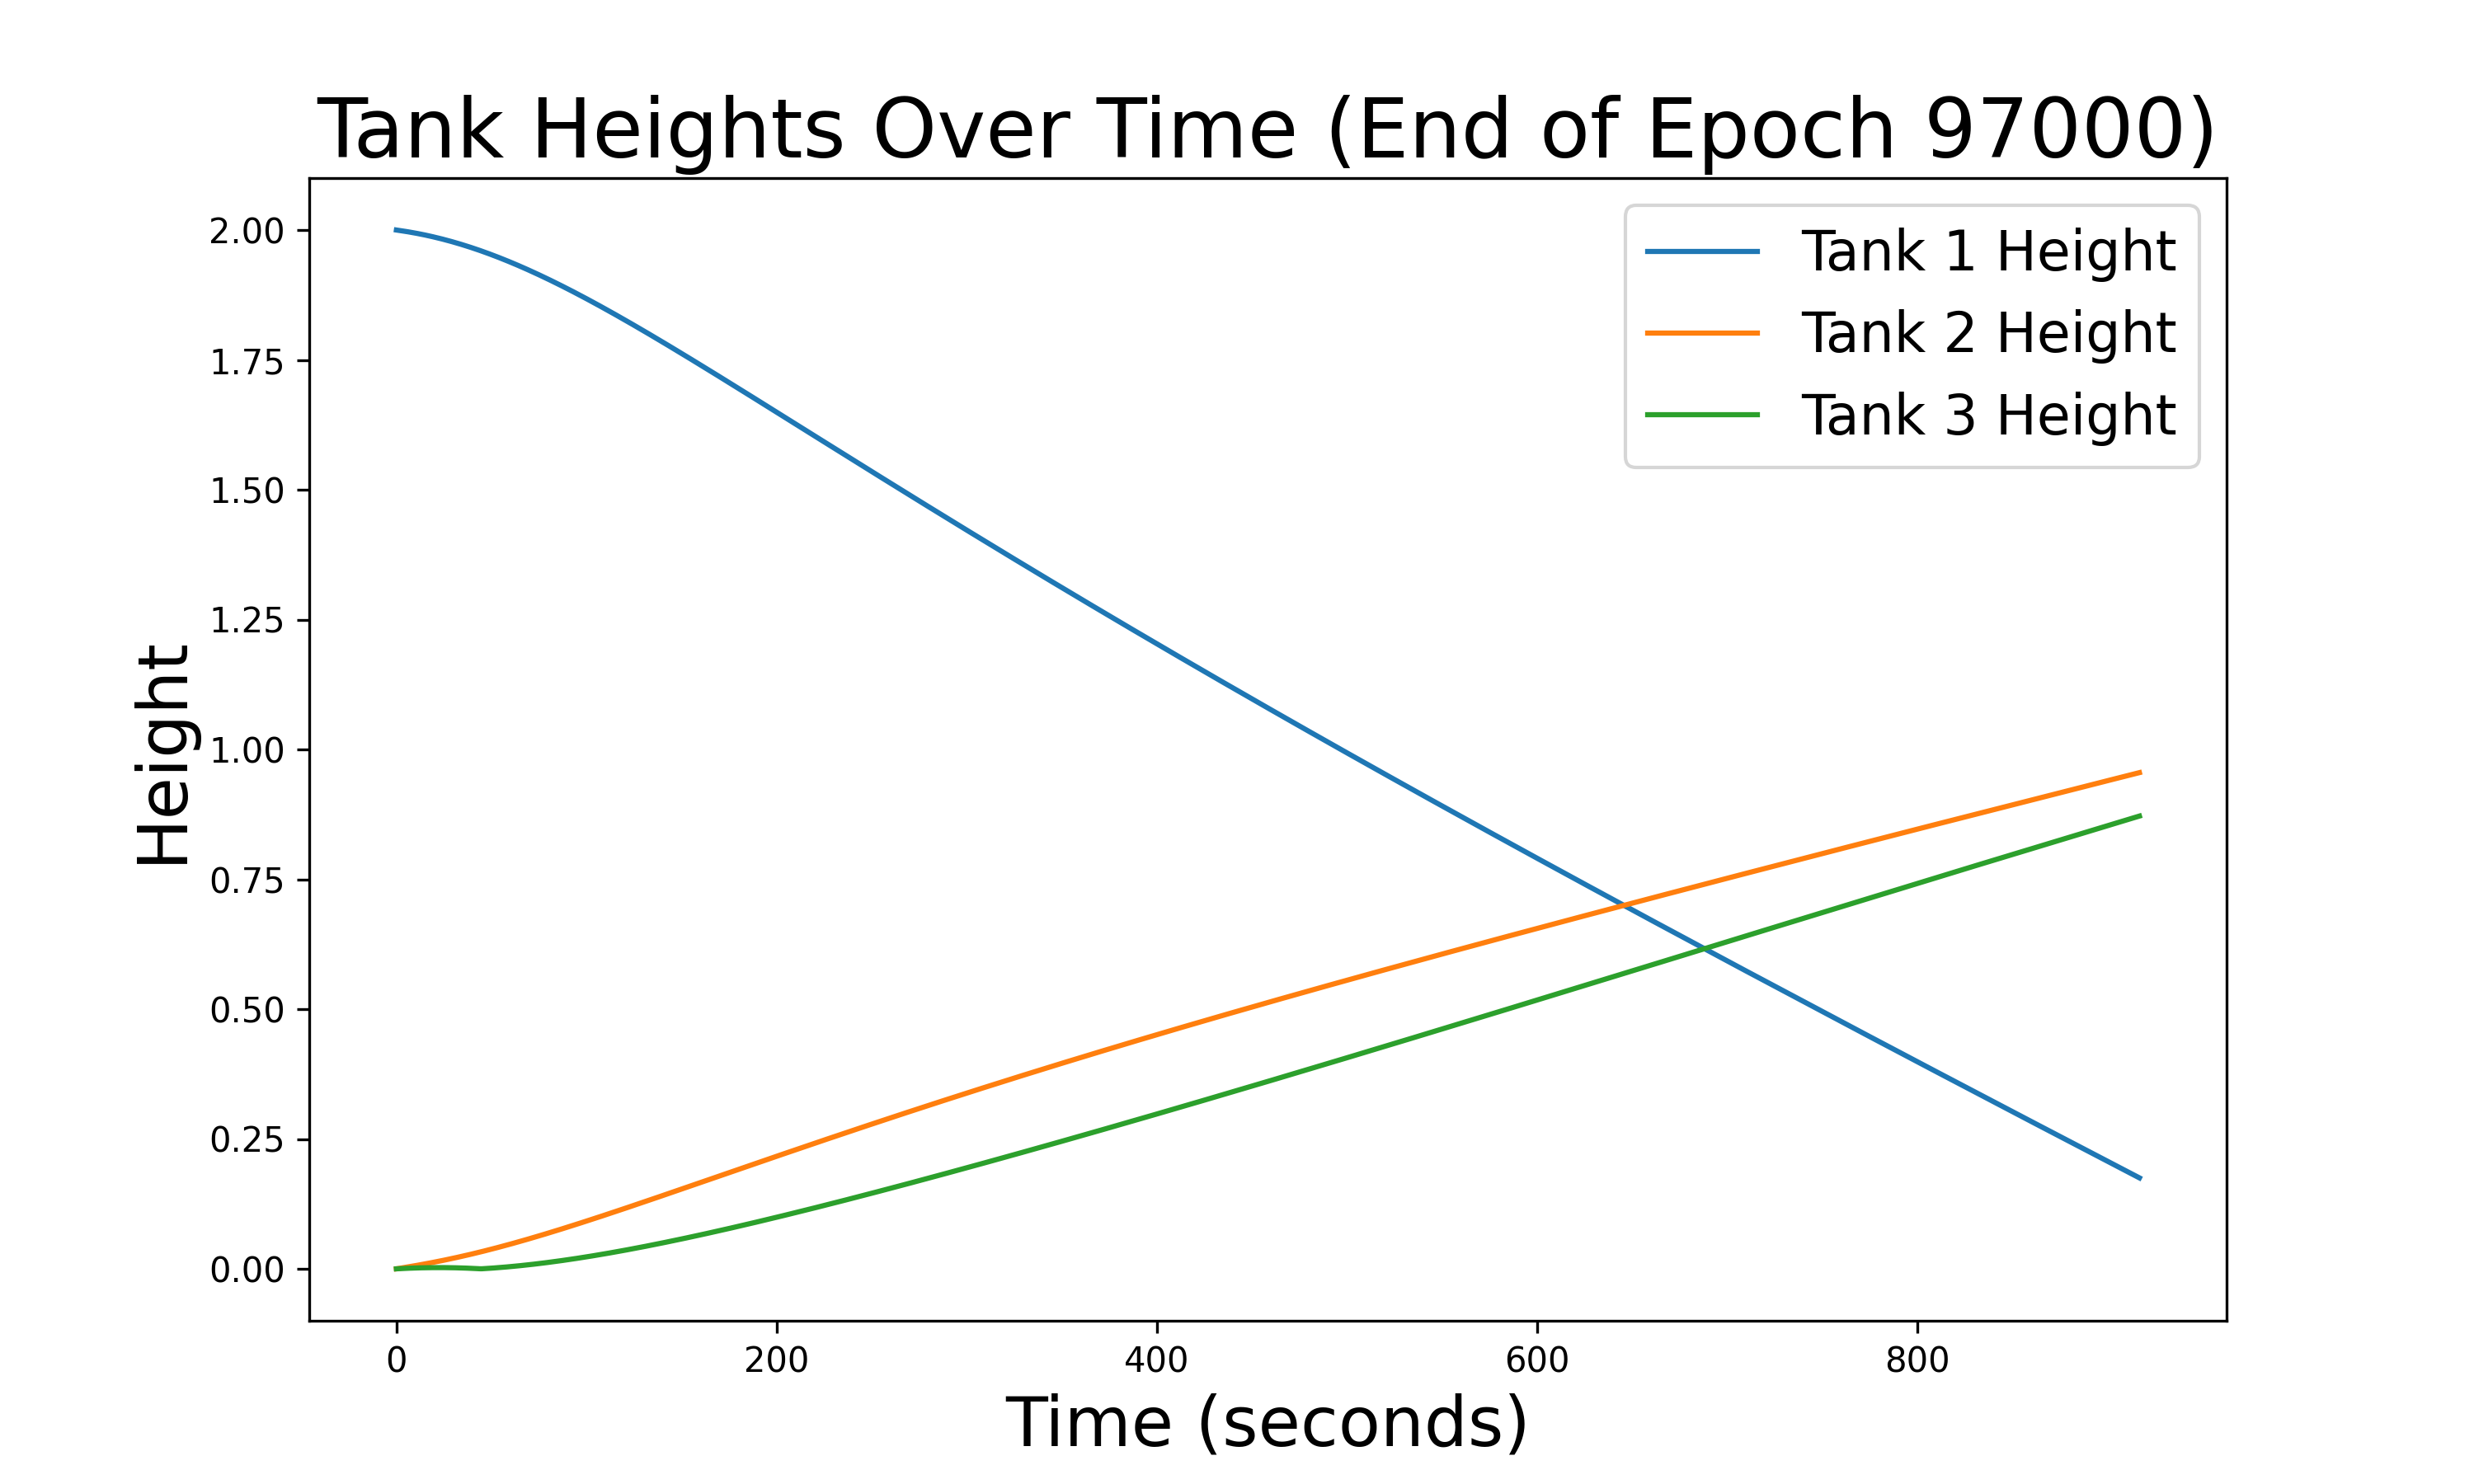 Tank Heights Over Time (End of Epoch 97000)
Tank 1 Height
Tank 2 Height
Tank 3 Height
Height
2.00
1.75
1.50
1.25
1.00
0.75
0.50
0.25
0.00
0 200 400 600 800
Time (seconds)